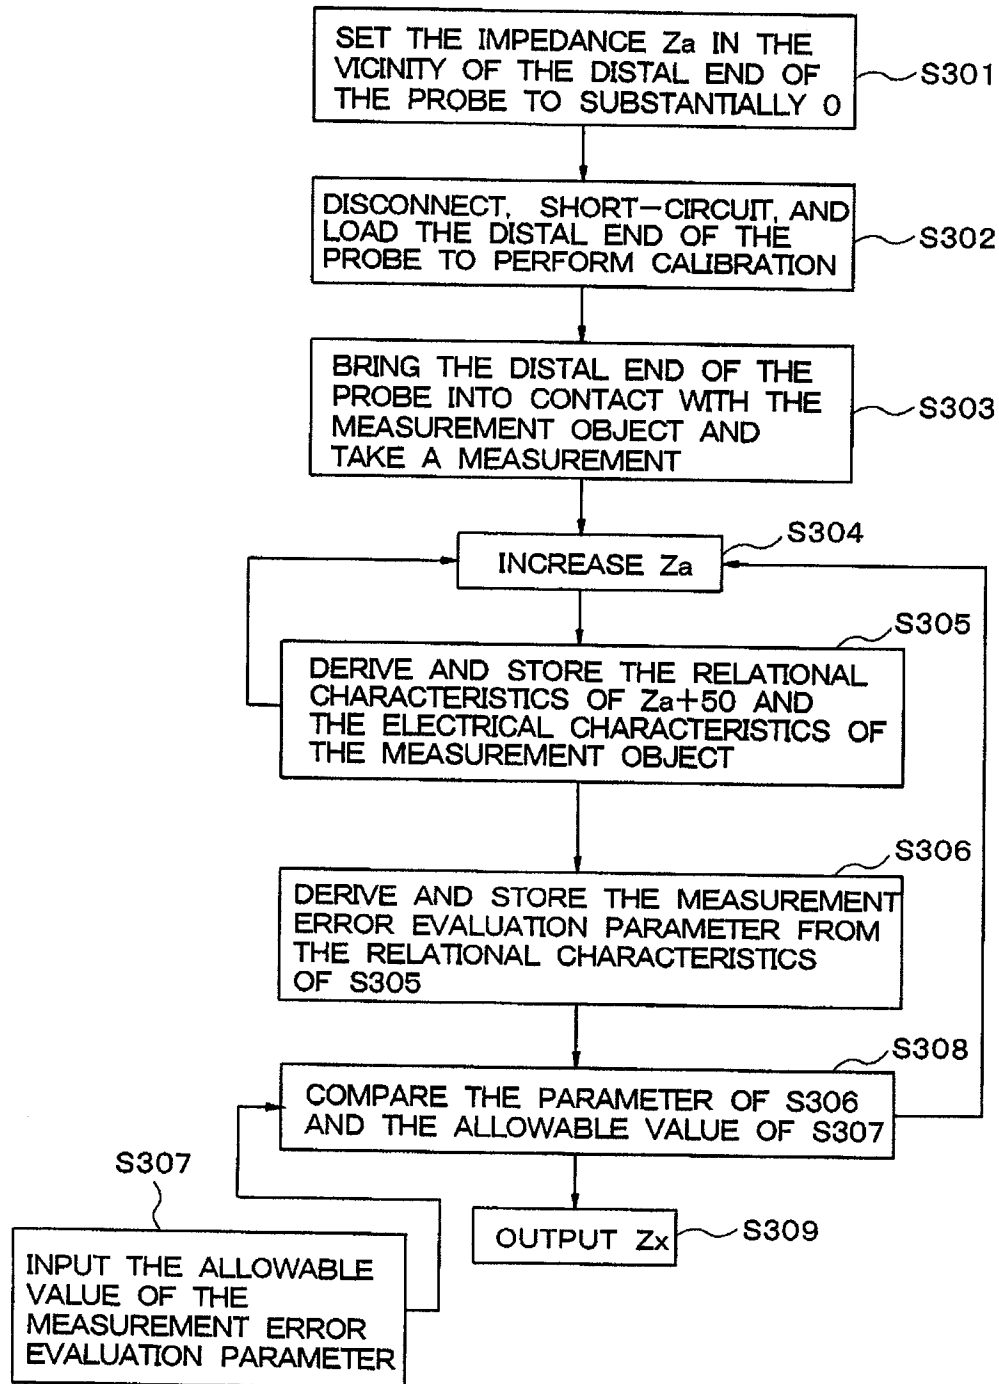 SET THE IMPEDANCE Za IN THE
VICINITY OF THE DISTAL END OF
THE PROBE TO SUBSTANTIALLY 0
S301
DISCONNECT, SHORT-CIRCUIT, AND
LOAD THE DISTAL END OF THE
PROBE TO PERFORM CALIBRATION
S302
BRING THE DISTAL END OF THE
PROBE INTO CONTACT WITH THE
MEASUREMENT OBJECT AND
TAKE A MEASUREMENT
S303
S304
INCREASE Za
S305
DERIVE AND STORE THE RELATIONAL
CHARACTERISTICS OF Za+50 AND
THE ELECTRICAL CHARACTERISTICS OF
THE MEASUREMENT OBJECT
S306
DERIVE AND STORE THE MEASUREMENT
ERROR EVALUATION PARAMETER FROM
THE RELATIONAL CHARACTERISTICS
OF S305
S308
COMPARE THE PARAMETER OF S306
AND THE ALLOWABLE VALUE OF S307
S307
INPUT THE ALLOWABLE
VALUE OF THE
MEASUREMENT ERROR
EVALUATION PARAMETER
OUTPUT Zx
S309